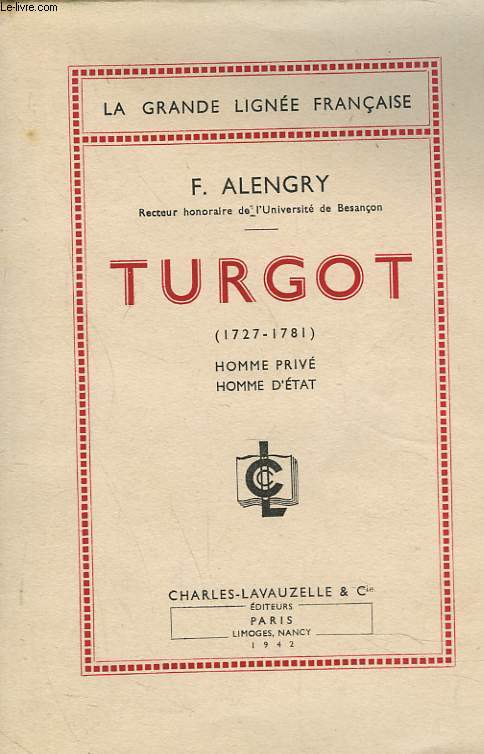 Le-livre.com
LA GRANDE LIGNÉE FRANÇAISE
F. ALENGRY
Recteur honoraire de l'Université de Besançon
TURGOT
(1727-1781)
HOMME PRIVÉ
HOMME D'ÉTAT
LCC
CHARLES-LAVAUZELLE & Cie
ÉDITEURS
PARIS
LIMOGES, NANCY
1942